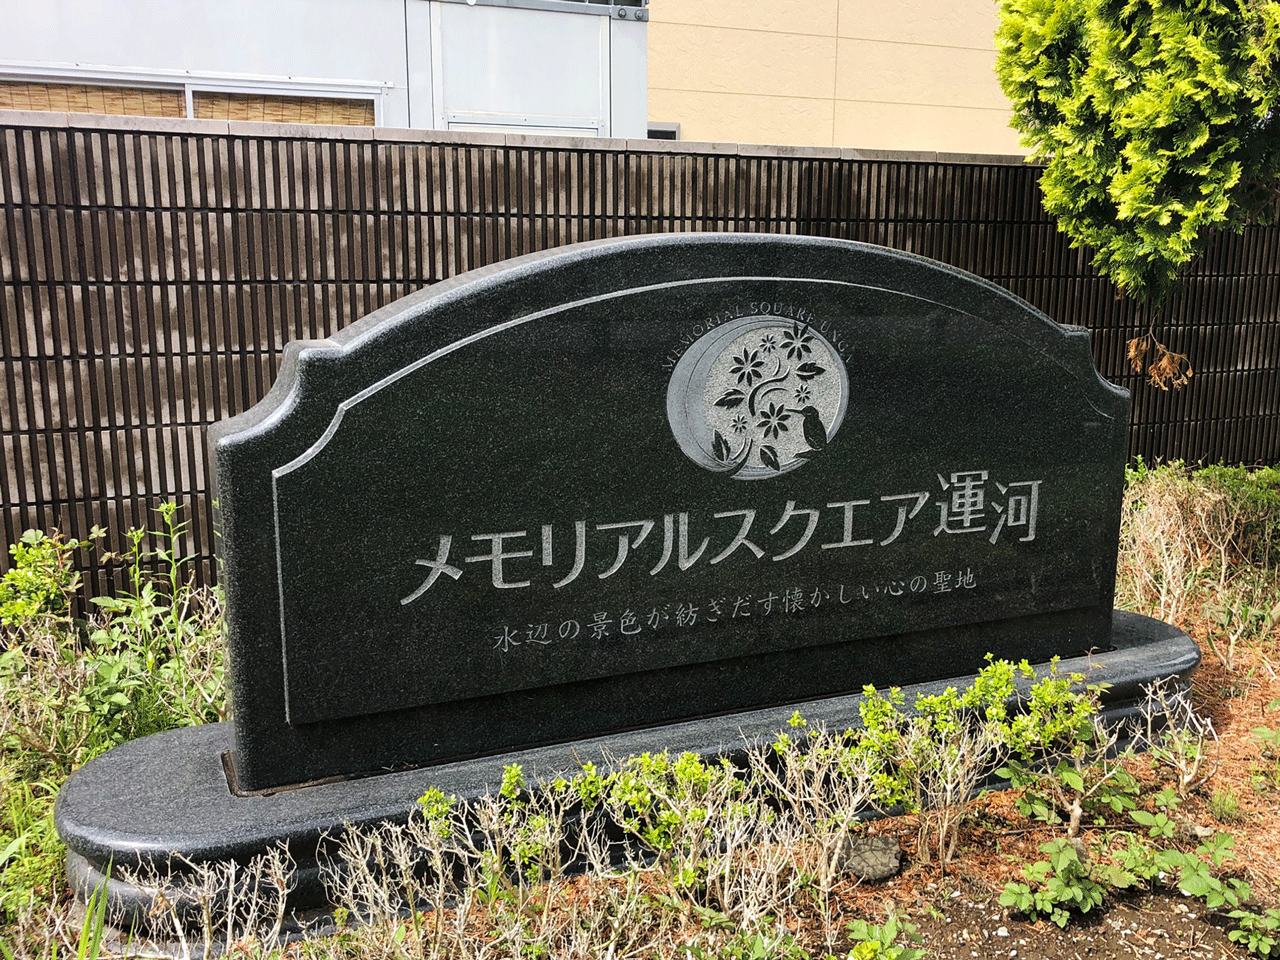 MEMORIAL SQUARE UNGA
メモリアルスクエア運河
水辺の景色が紡ぎだす懐かしい心の聖地